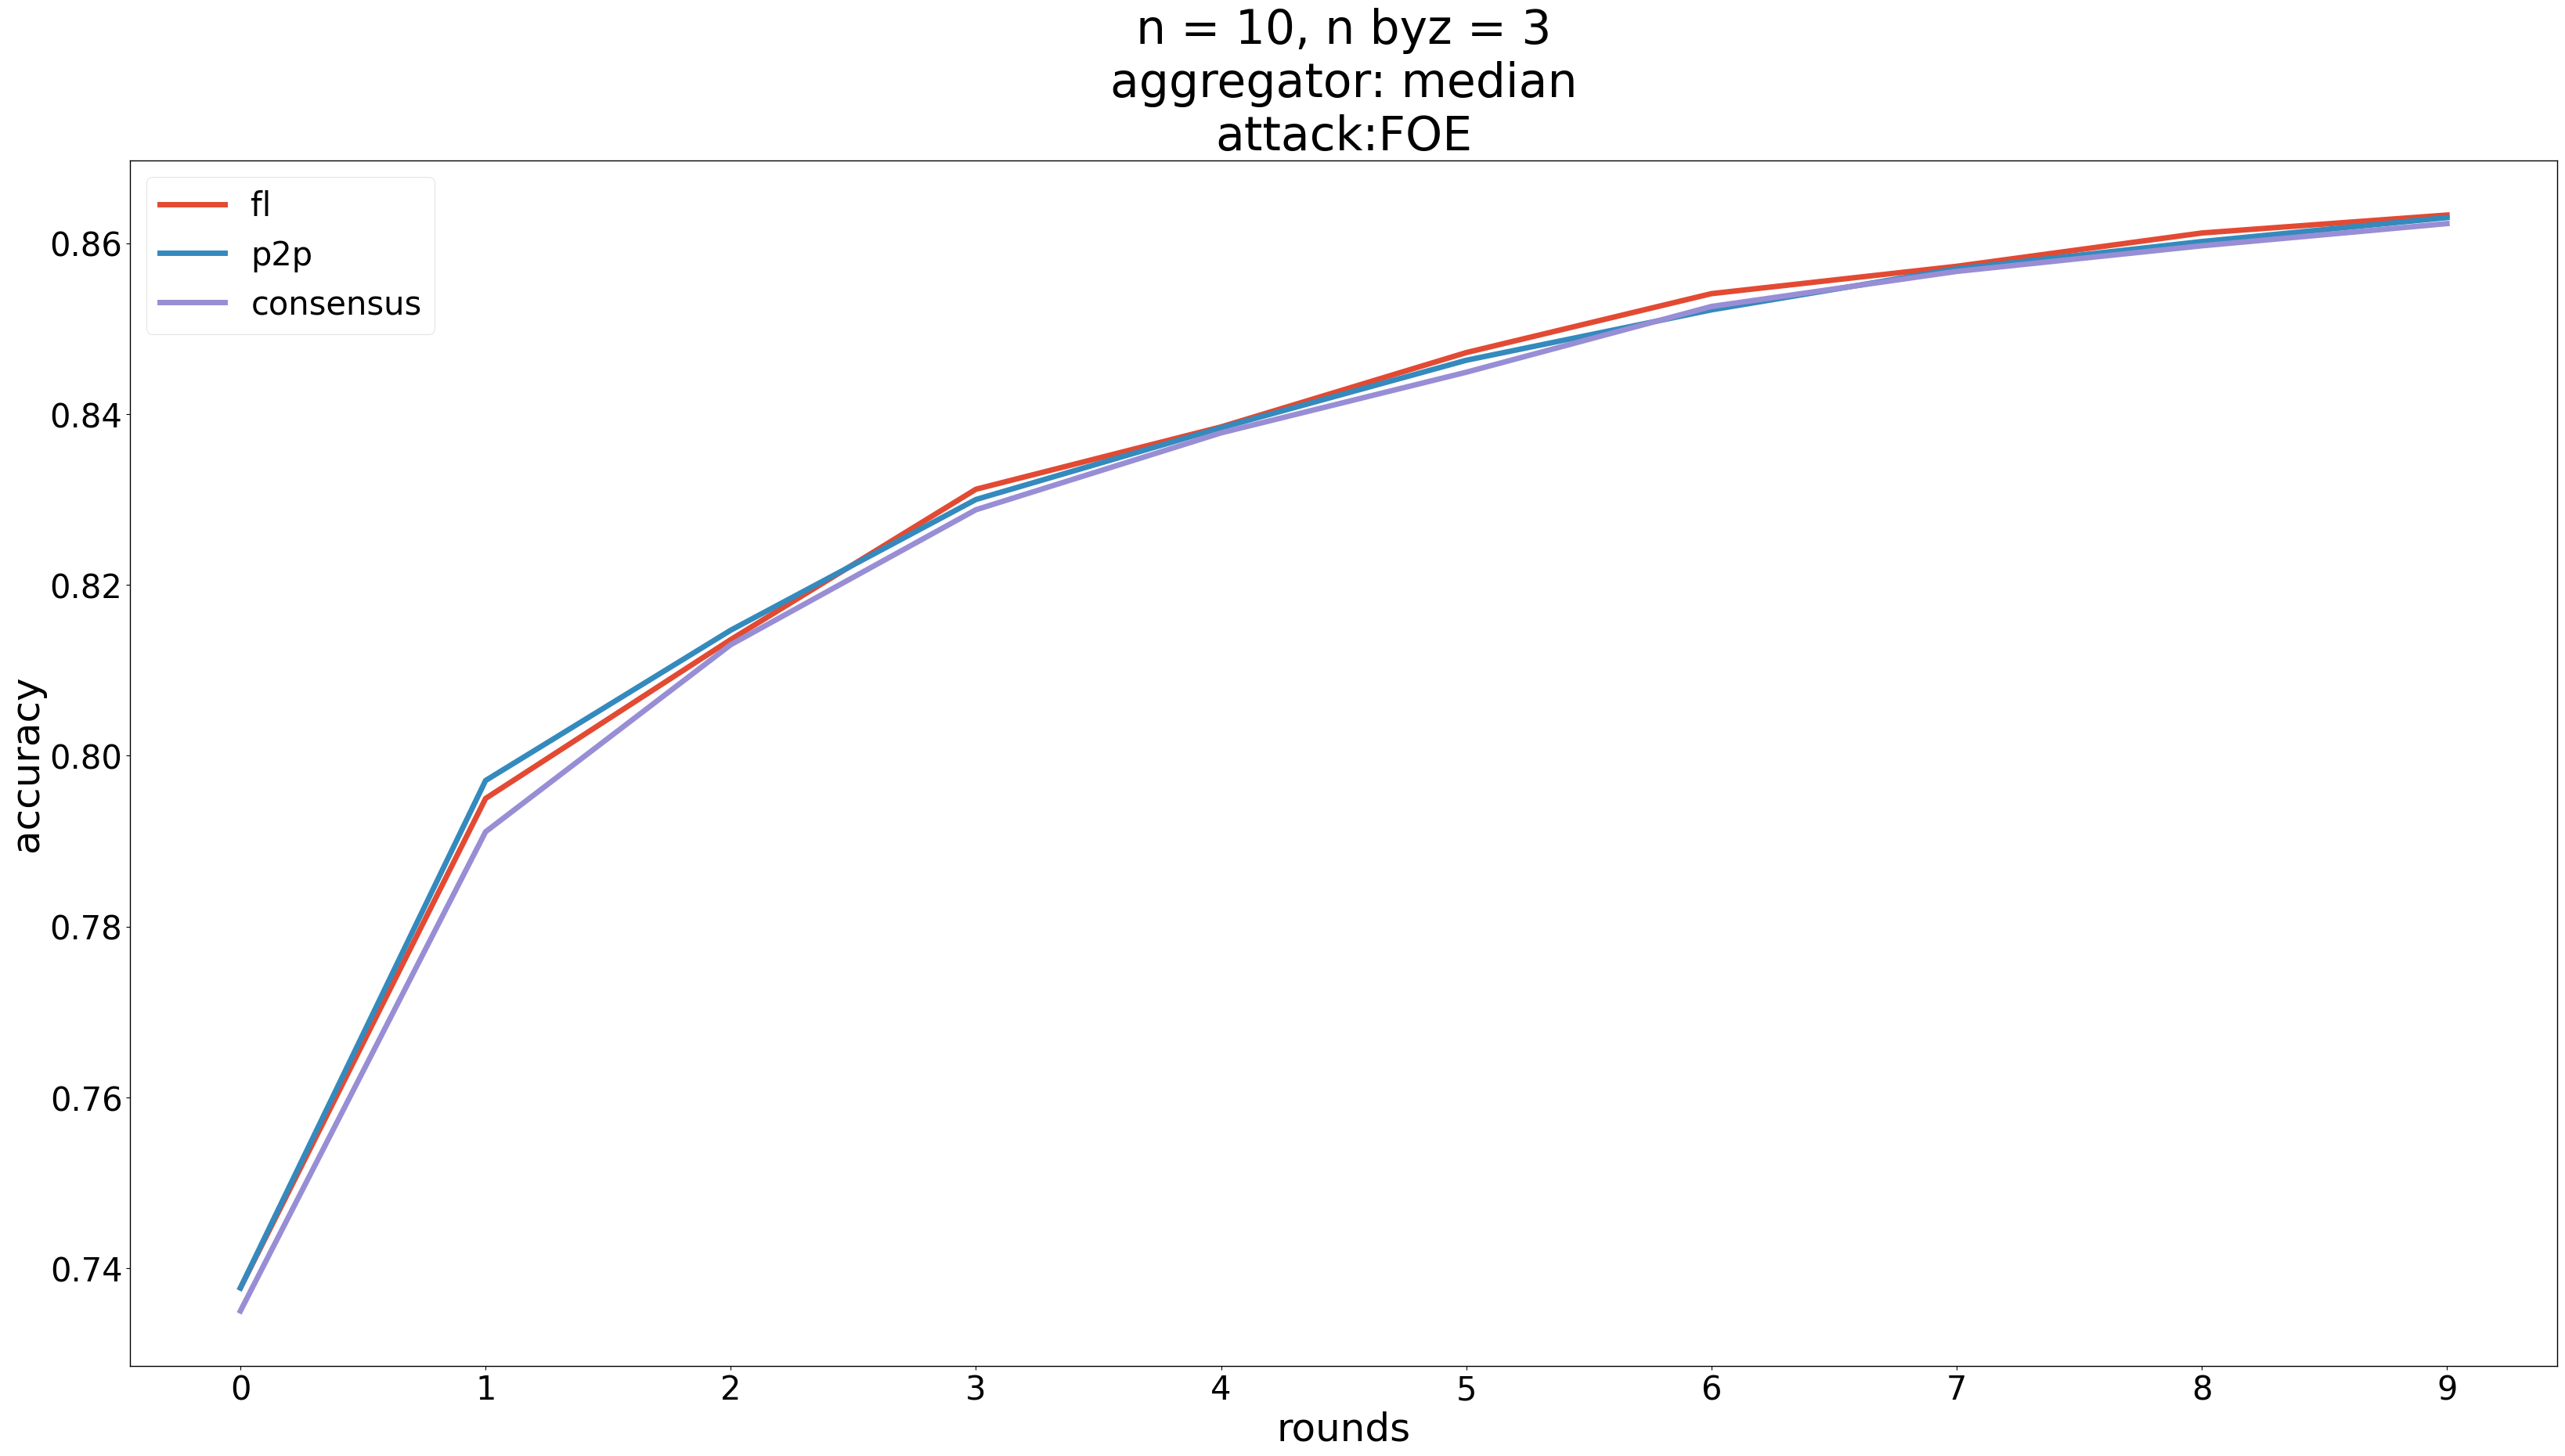 n = 10, n byz = 3
aggregator: median
attack:FOE
fl
p2p
consensus
accuracy
0.86
0.84
0.82
0.80
0.78
0.76
0.74
0 1 2 3 4 5 6 7 8 9
rounds